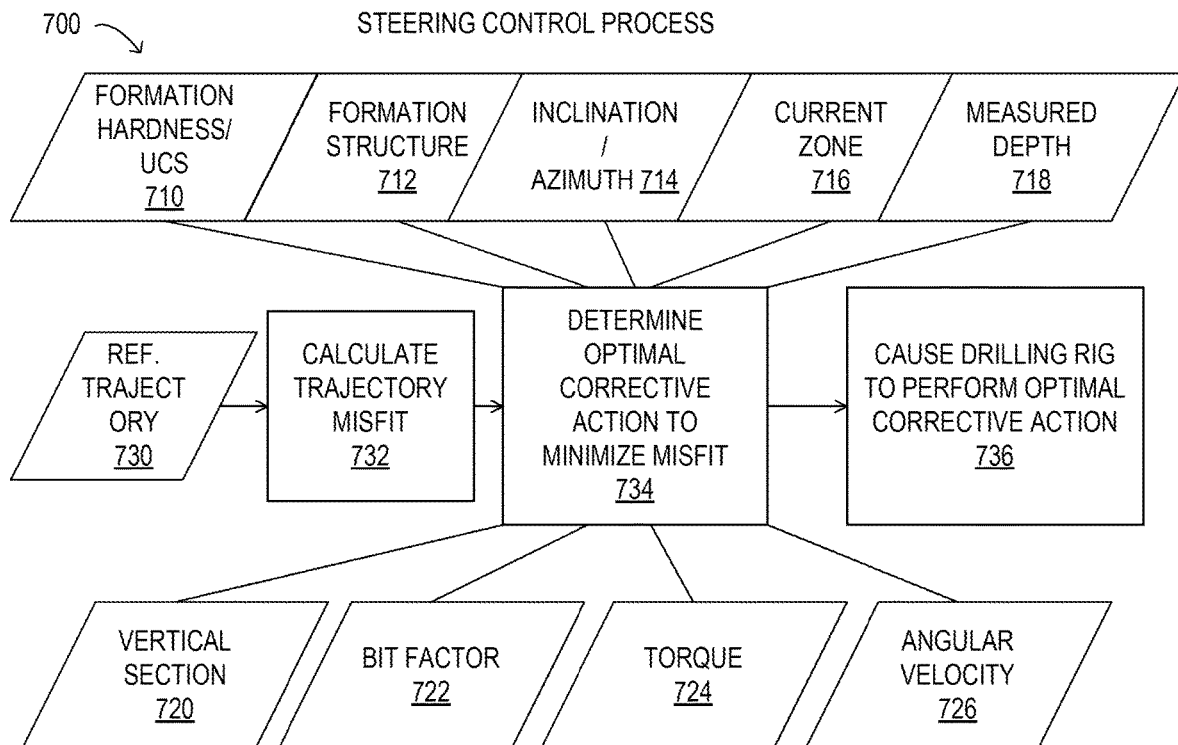 700
STEERING CONTROL PROCESS
FORMATION
HARDNESS/
UCS
710
FORMATION
STRUCTURE
712
INCLINATION
/
AZIMUTH 714
CURRENT
ZONE
716
MEASURED
DEPTH
718
REF.
TRAJECT
ORY
730
CALCULATE
TRAJECTORY
MISFIT
732
DETERMINE
OPTIMAL
CORRECTIVE
ACTION TO
MINIMIZE MISFIT
734
CAUSE DRILLING RIG
TO PERFORM OPTIMAL
CORRECTIVE ACTION
736
VERTICAL
SECTION
720
BIT FACTOR
722
TORQUE
724
ANGULAR
VELOCITY
726